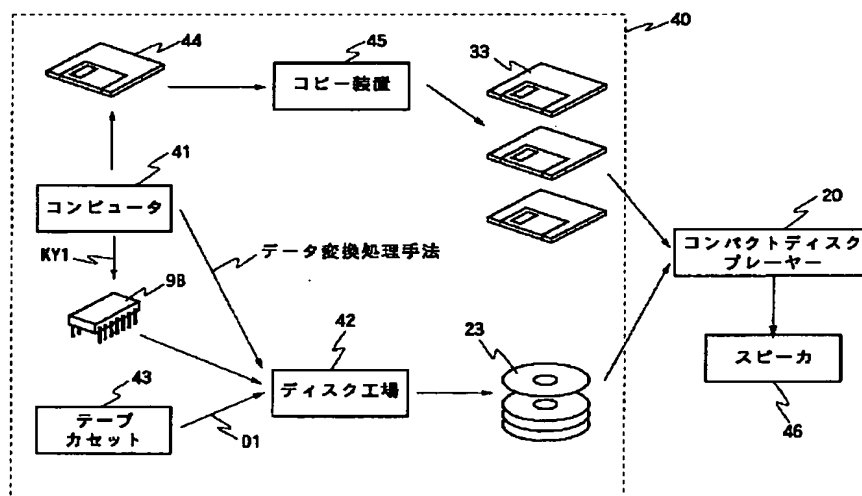 44
45
コピー装置
33
40
41
コンピュータ
KY1
データ変換処理手法
9B
20
コンパクトディスク
プレーヤー
43
テープ
カセット
D1
42
ディスク工場
23
スピーカ
46